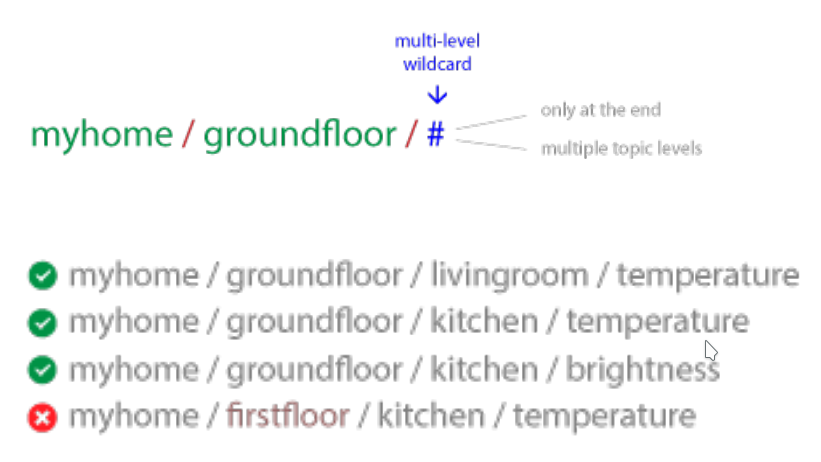 multi-level
wildcard
myhome / groundfloor / #
only at the end
multiple topic levels
myhome / groundfloor / livingroom / temperature
myhome / groundfloor / kitchen / temperature
myhome / groundfloor / kitchen / brightness
myhome / firstfloor / kitchen / temperature